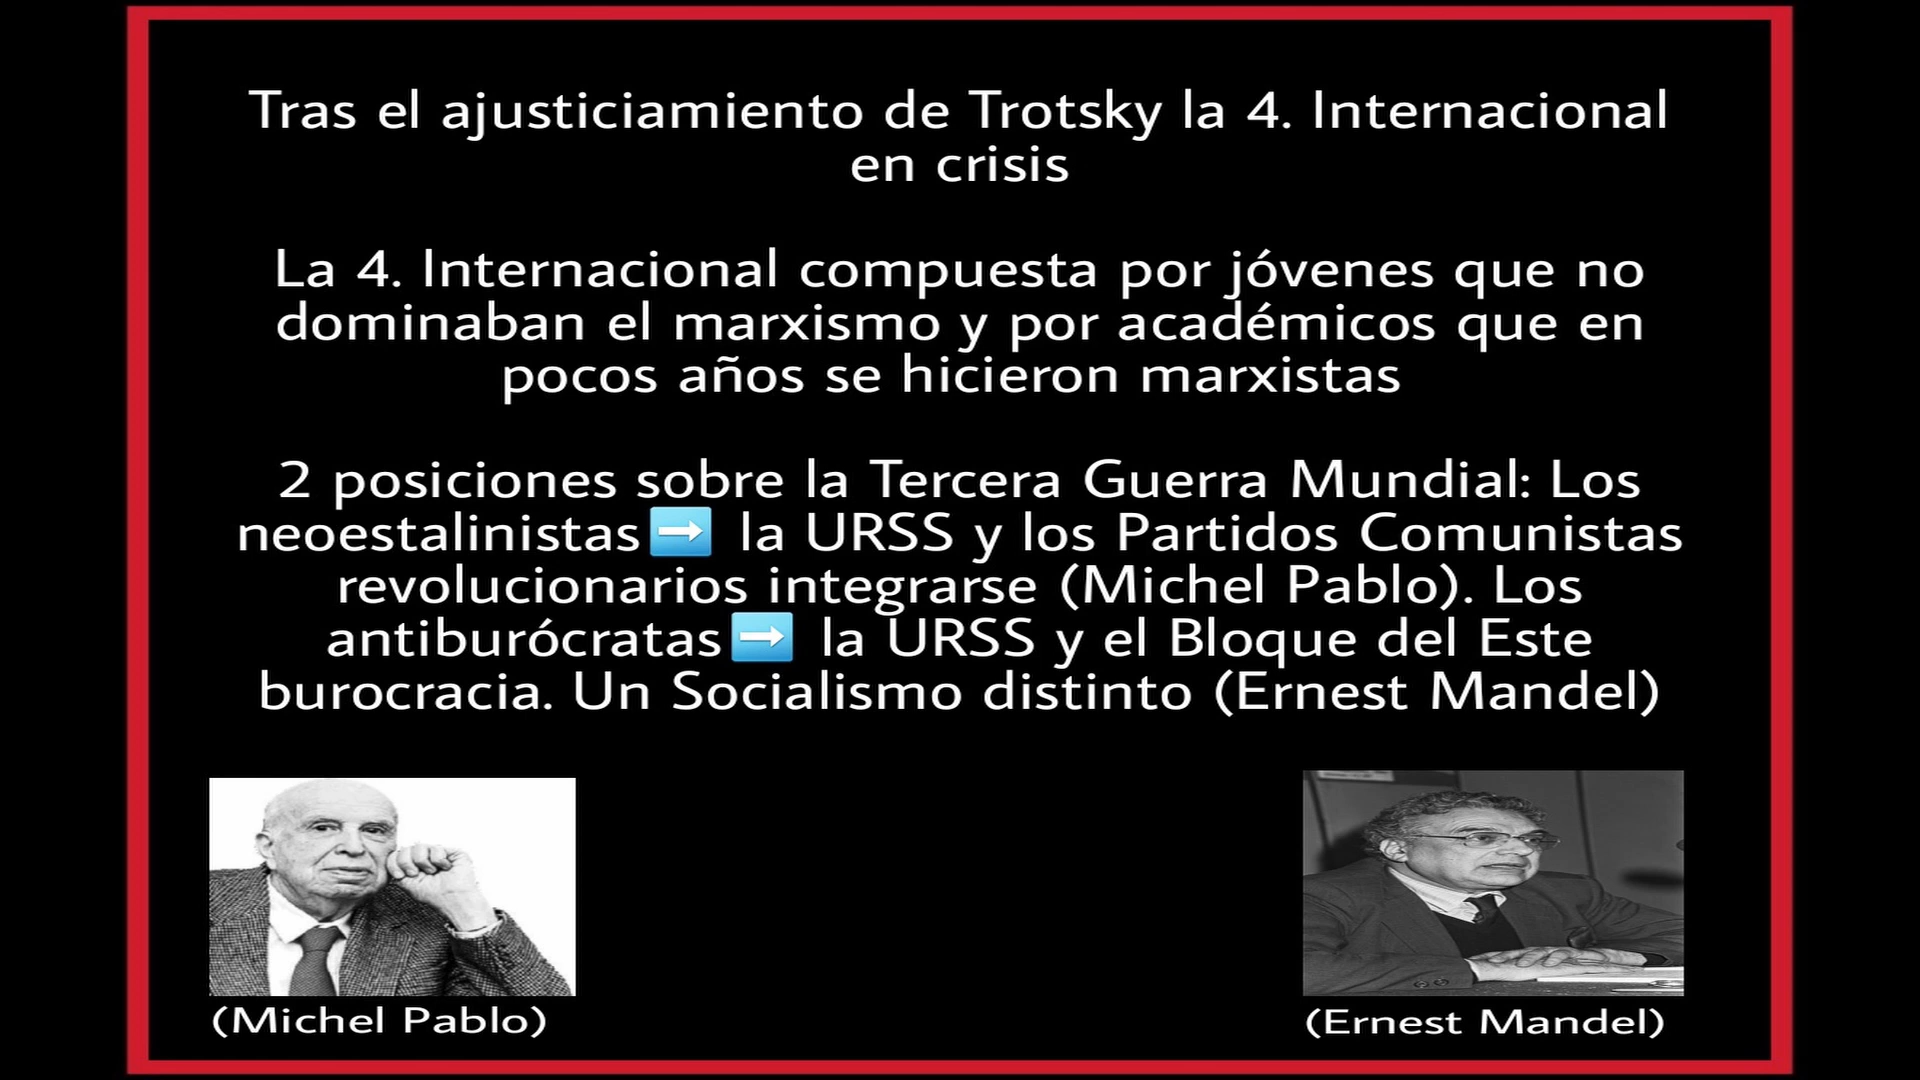 Tras el ajusticiamiento de Trotsky la 4. Internacional
en crisis
La 4. Internacional compuesta por jóvenes que no
dominaban el marxismo y por académicos que en
pocos años se hicieron marxistas
2 posiciones sobre la Tercera Guerra Mundial: Los
neoestalinistas➡️ la URSS y los Partidos Comunistas
revolucionarios integrarse (Michel Pablo). Los
antiburócratas➡️ la URSS y el Bloque del Este
burocracia. Un Socialismo distinto (Ernest Mandel)
(Michel Pablo)
(Ernest Mandel)